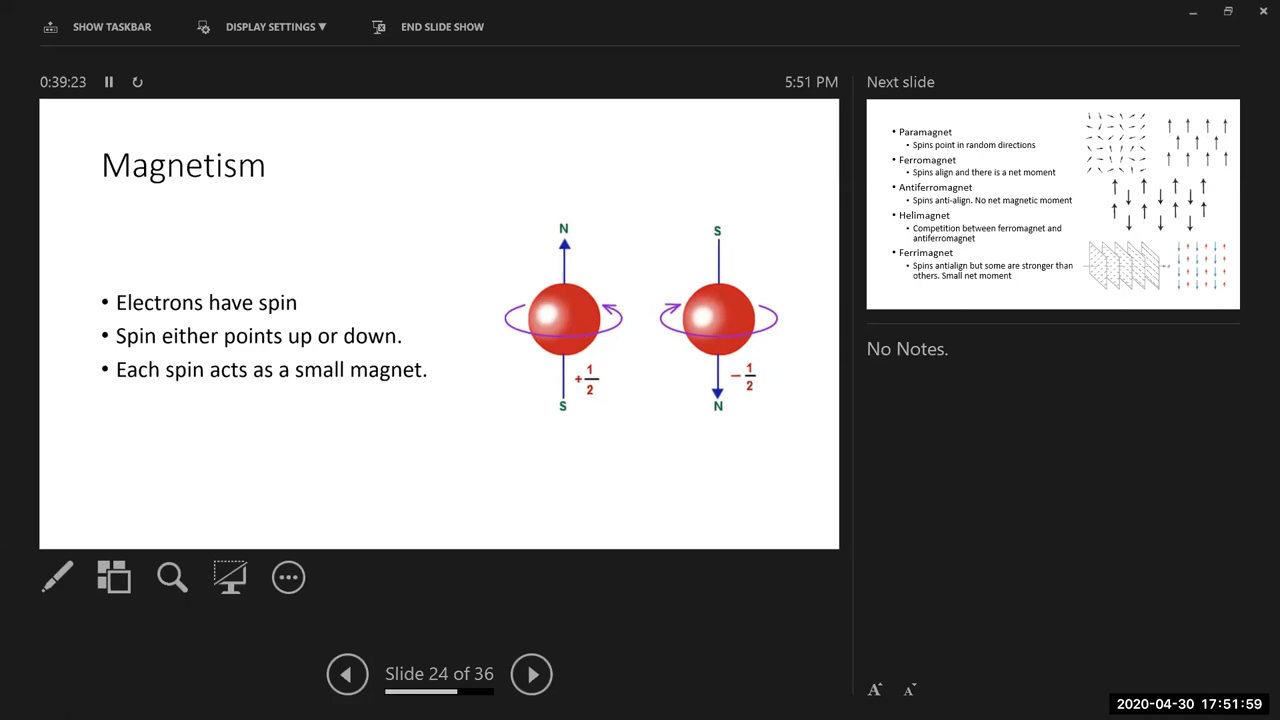 SHOW TASKBAR
DISPLAY SETTINGS ▼
END SLIDE SHOW
0:39:23
5:51 PM
Magnetism
• Electrons have spin
• Spin either points up or down.
• Each spin acts as a small magnet.
N
S
+1/2
S
N
−1/2
Next slide
• Paramagnet
• Spins point in random directions
• Ferromagnet
• Spins align and there is a net moment
• Antiferromagnet
• Spins anti-align. No net magnetic moment
• Helimagnet
• Competition between ferromagnet and
antiferromagnet
• Ferrimagnet
• Spins antialign but some are stronger than
others. Small net moment
No Notes.
Slide 24 of 36
A A
2020-04-30 17:51:59